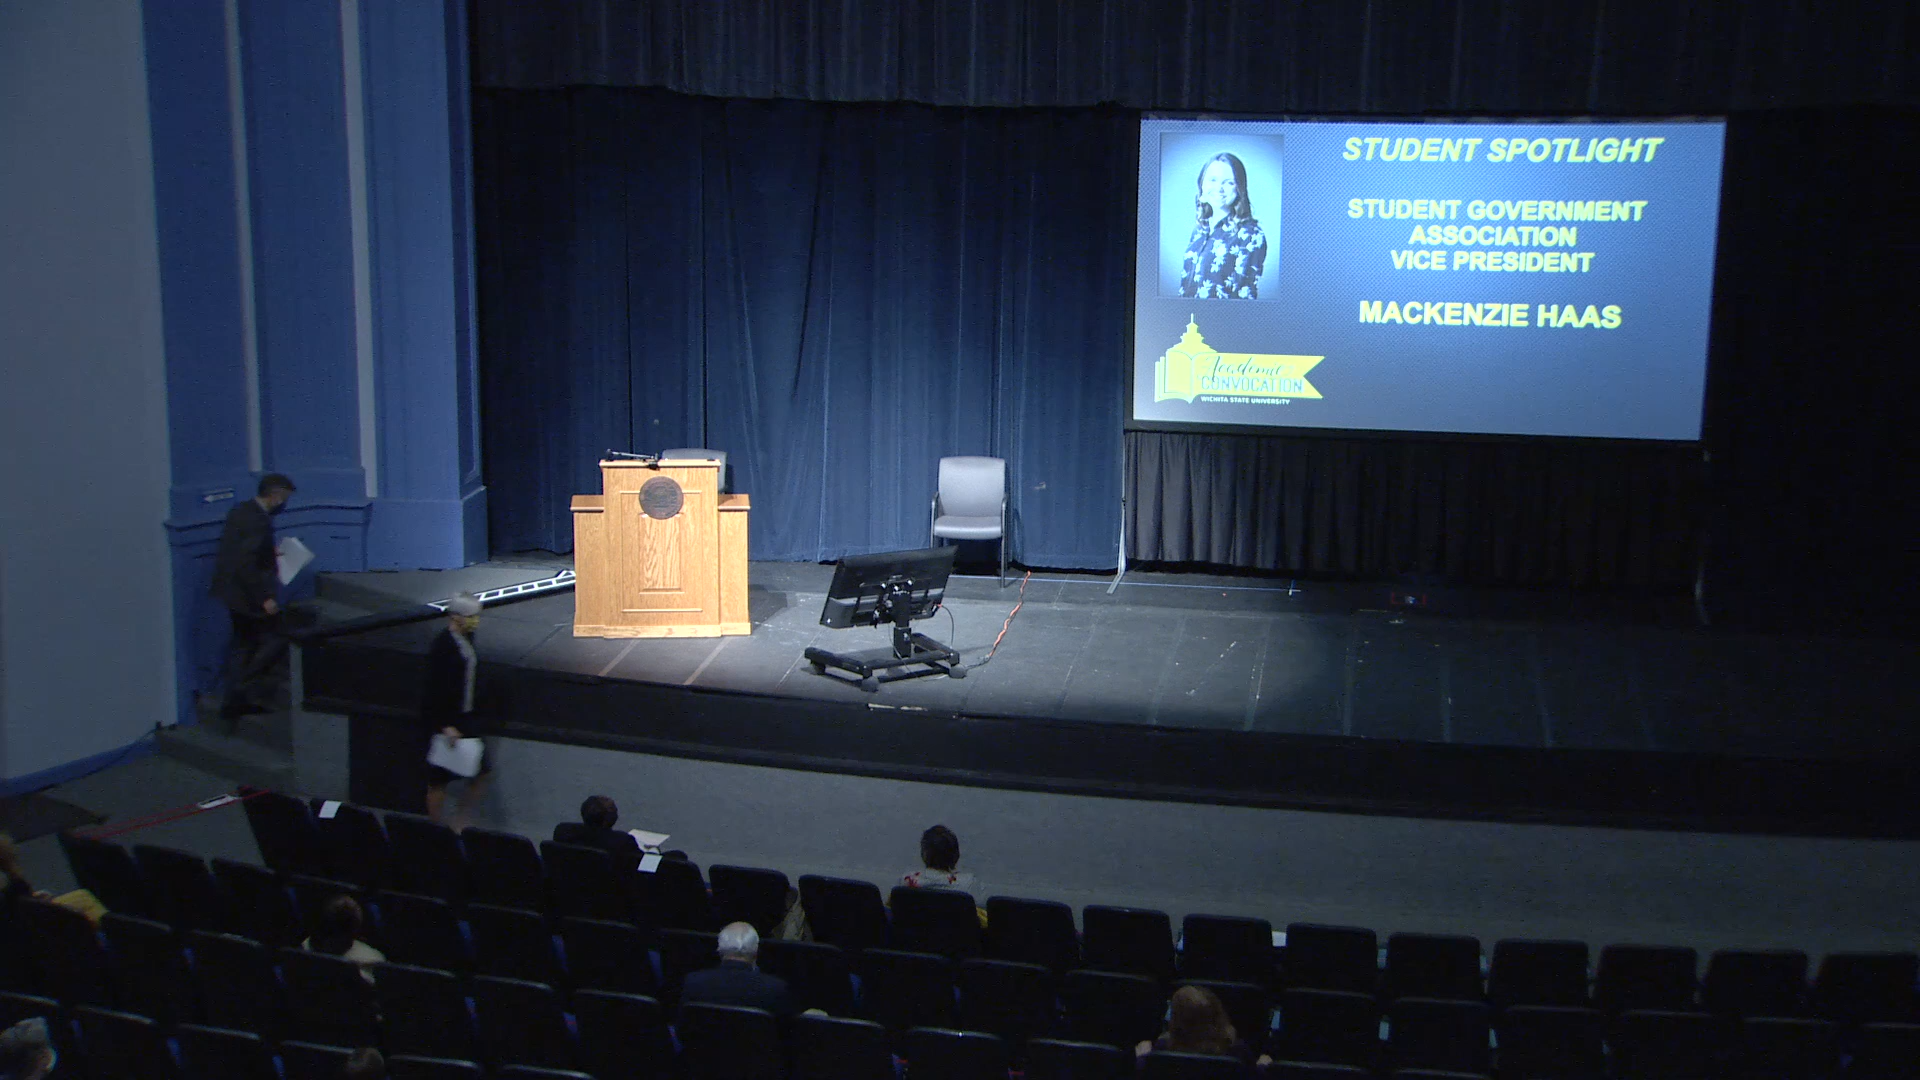 STUDENT SPOTLIGHT
STUDENT GOVERNMENT
ASSOCIATION
VICE PRESIDENT
MACKENZIE HAAS
Academic
CONVOCATION
WICHITA STATE UNIVERSITY